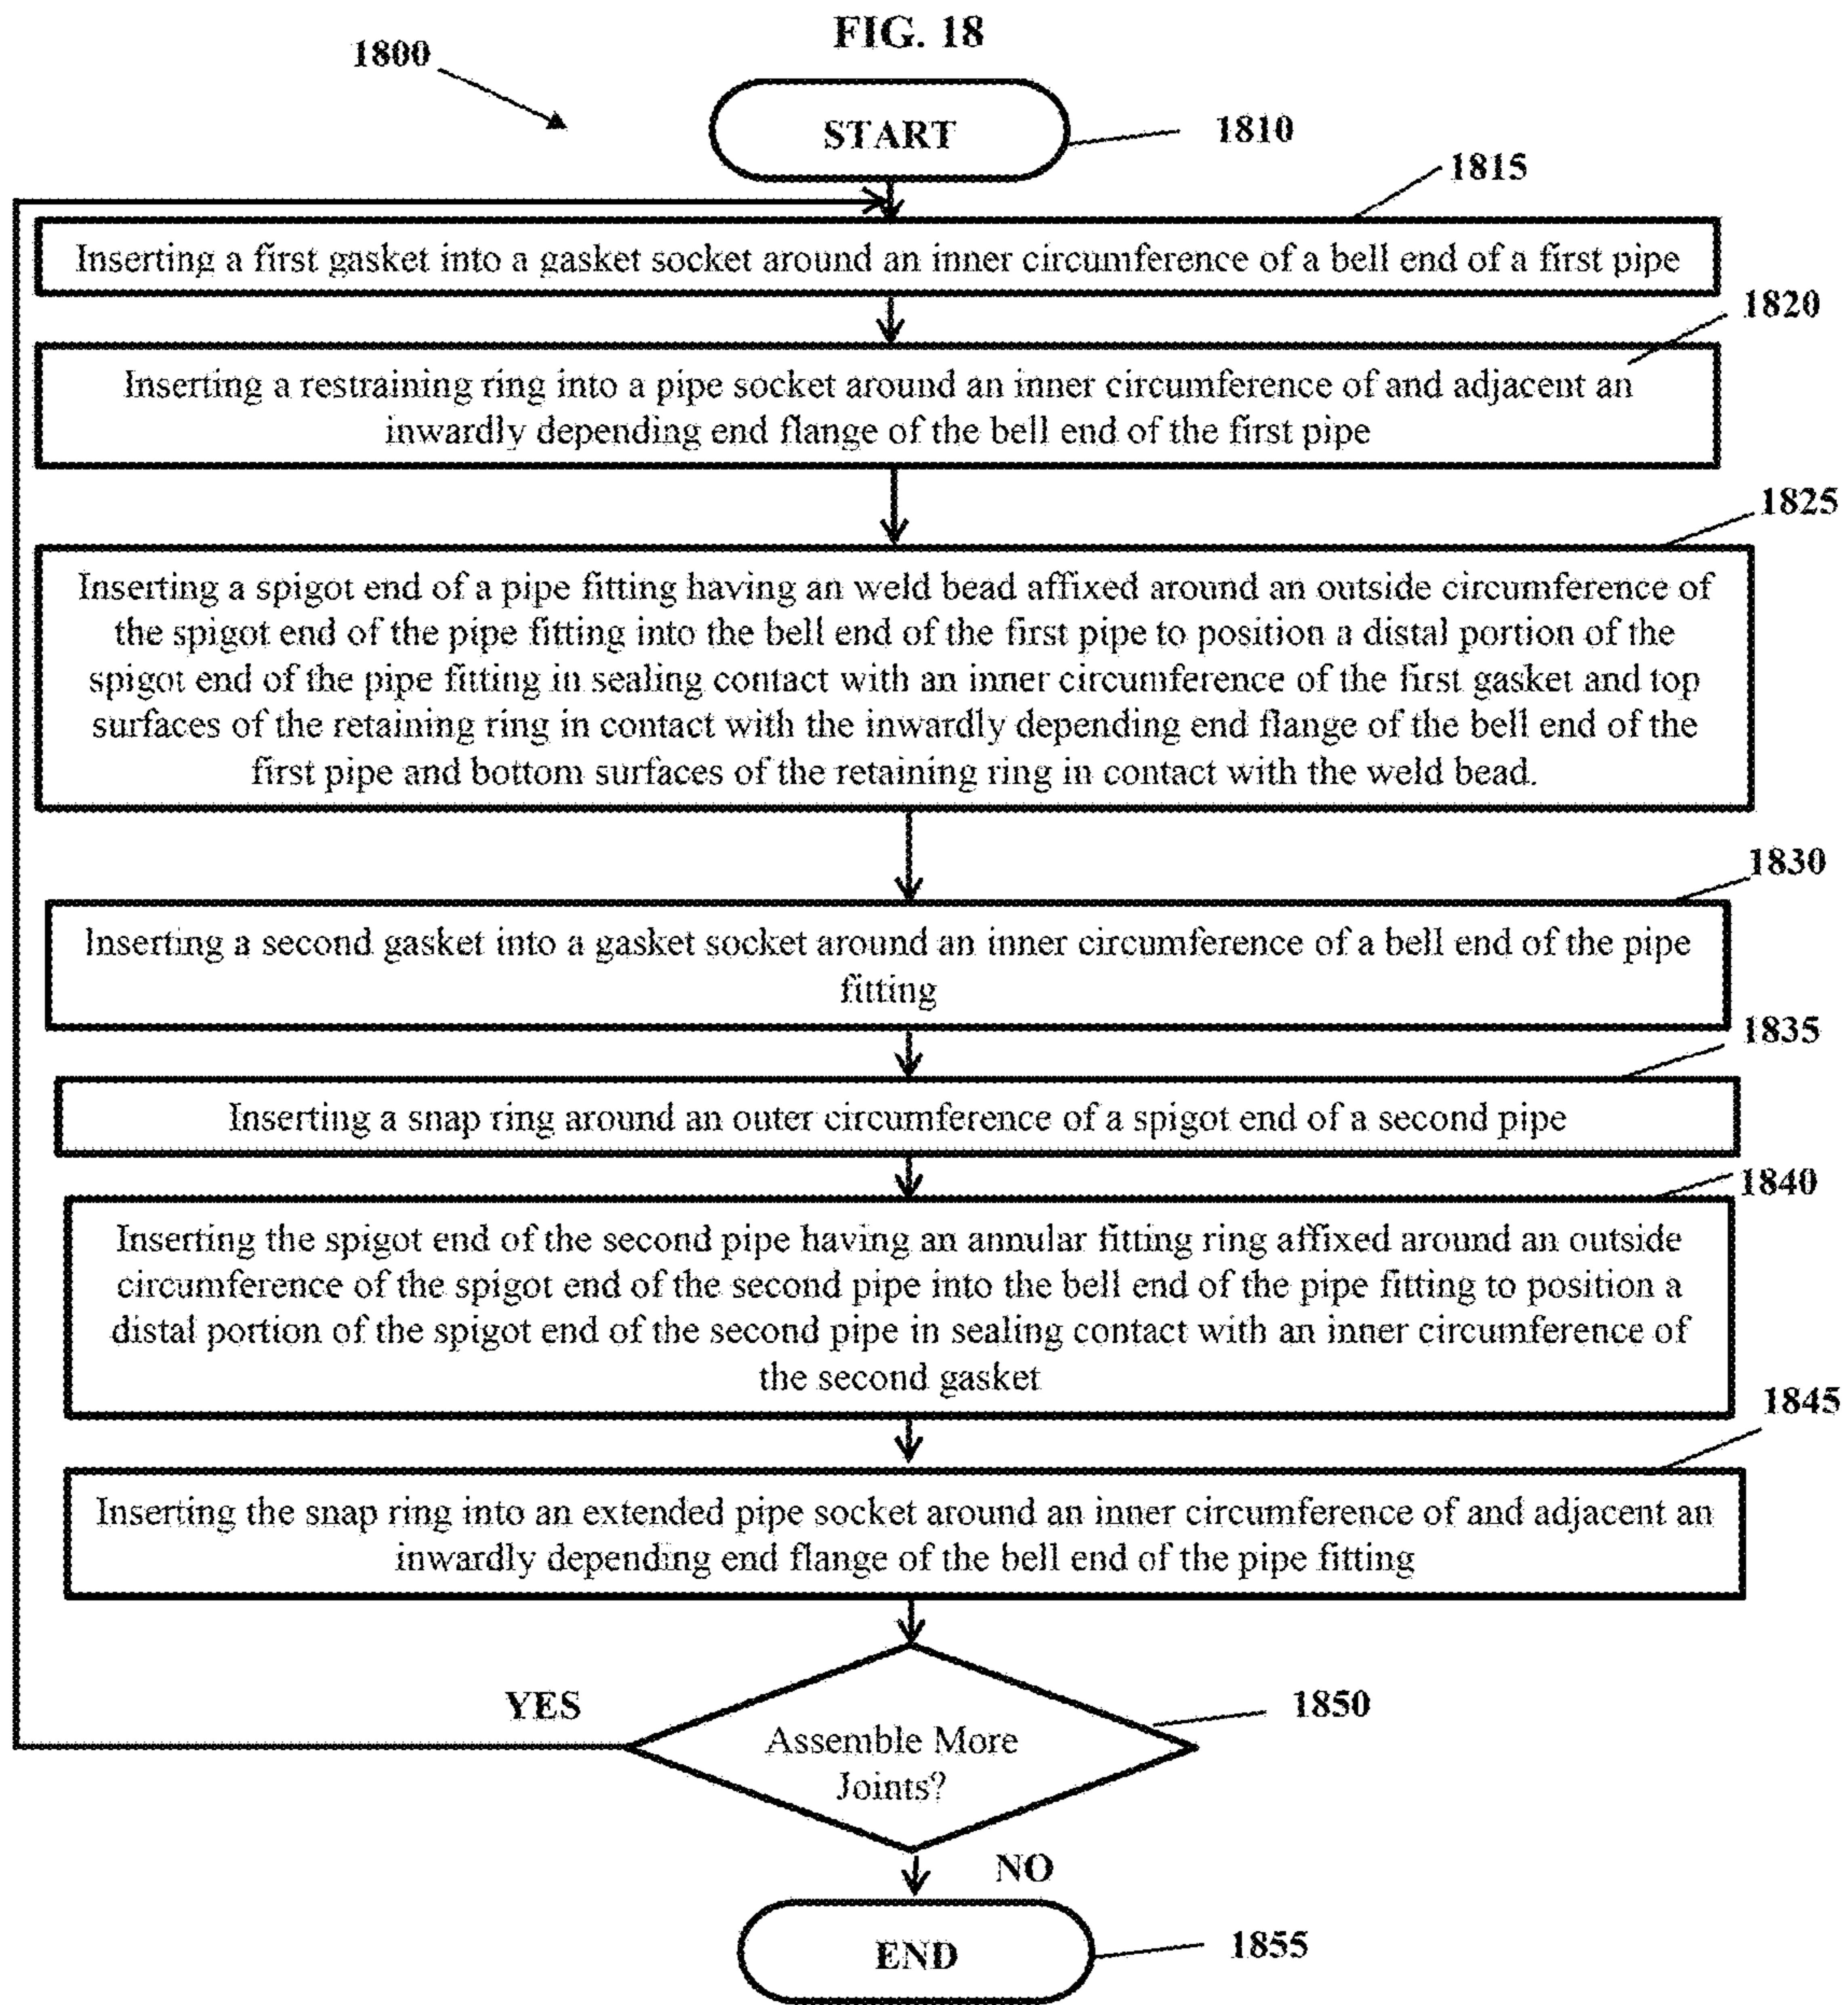 FIG. 18
1800
START
1810
1815
Inserting a first gasket into a gasket socket around an inner circumference of a bell end of a first pipe
1820
Inserting a restraining ring into a pipe socket around an inner circumference of and adjacent an
inwardly depending end flange of the bell end of the first pipe
1825
Inserting a spigot end of a pipe fitting having an weld bead affixed around an outside circumference of
the spigot end of the pipe fitting into the bell end of the first pipe to position a distal portion of the
spigot end of the pipe fitting in sealing contact with an inner circumference of the first gasket and top
surfaces of the retaining ring in contact with the inwardly depending end flange of the bell end of the
first pipe and bottom surfaces of the retaining ring in contact with the weld bead.
1830
Inserting a second gasket into a gasket socket around an inner circumference of a bell end of the pipe
fitting
1835
Inserting a snap ring around an outer circumference of a spigot end of a second pipe
1840
Inserting the spigot end of the second pipe having an annular fitting ring affixed around an outside
circumference of the spigot end of the second pipe into the bell end of the pipe fitting to position a
distal portion of the spigot end of the second pipe in sealing contact with an inner circumference of
the second gasket
1845
Inserting the snap ring into an extended pipe socket around an inner circumference of and adjacent an
inwardly depending end flange of the bell end of the pipe fitting
YES
1850
Assemble More
Joints?
NO
END
1855